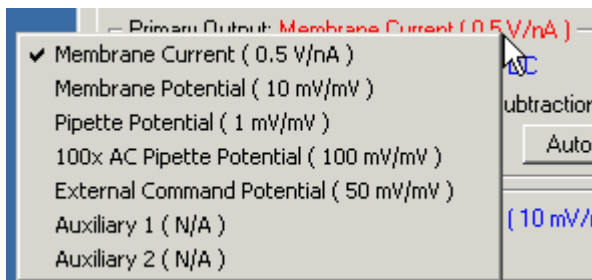 Primary Output: Membrane Current ( 0.5 V/nA )
Membrane Current ( 0.5 V/nA )
Membrane Potential ( 10 mV/mV )
Pipette Potential ( 1 mV/mV )
100x AC Pipette Potential ( 100 mV/mV )
External Command Potential ( 50 mV/mV )
Auxiliary 1 ( N/A )
Auxiliary 2 ( N/A )
ubtraction
Auto
( 10 mV/